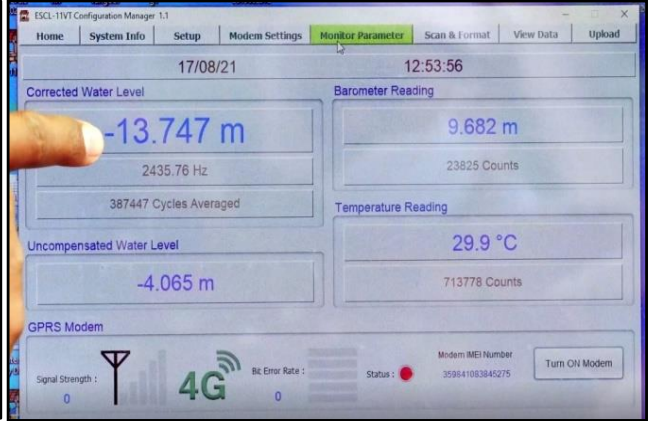 ESCL-11VT Configuration Manager 1.1
Home System Info Setup Modem Settings Monitor Parameter Scan & Format View Data Upload
17/08/21 12:53:56
Corrected Water Level
-13.747 m
2435.76 Hz
387447 Cycles Averaged
Uncompensated Water Level
-4.065 m
Barometer Reading
9.682 m
23825 Counts
Temperature Reading
29.9 °C
713778 Counts
GPRS Modem
Signal Strength :
0
4G
Bit Error Rate :
0
Status :
Modem IMEI Number
359841083845275
Turn ON Modem